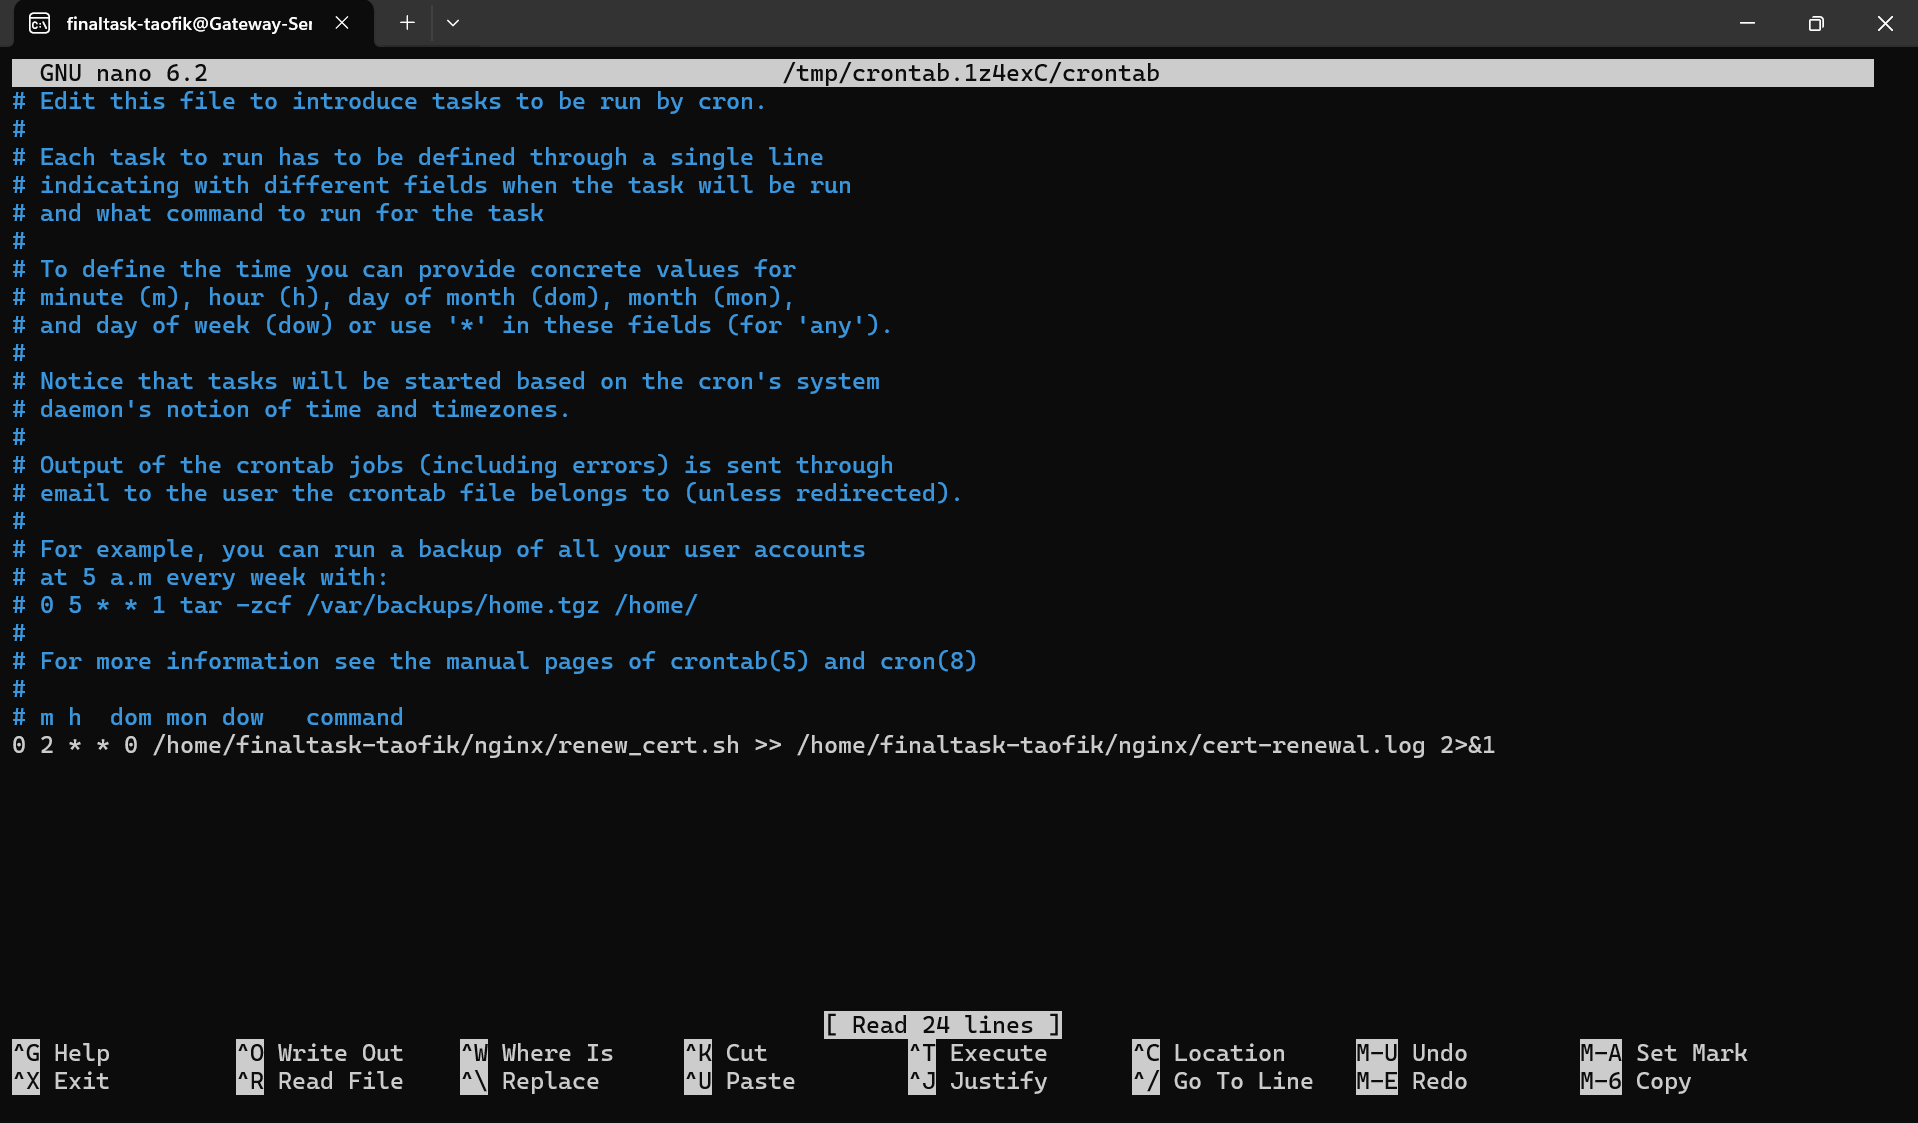 finaltask-taofik@Gateway-Ser
GNU nano 6.2 /tmp/crontab.1z4exC/crontab
# Edit this file to introduce tasks to be run by cron.
#
# Each task to run has to be defined through a single line
# indicating with different fields when the task will be run
# and what command to run for the task
#
# To define the time you can provide concrete values for
# minute (m), hour (h), day of month (dom), month (mon),
# and day of week (dow) or use '*' in these fields (for 'any').
#
# Notice that tasks will be started based on the cron's system
# daemon's notion of time and timezones.
#
# Output of the crontab jobs (including errors) is sent through
# email to the user the crontab file belongs to (unless redirected).
#
# For example, you can run a backup of all your user accounts
# at 5 a.m every week with:
# 0 5 * * 1 tar -zcf /var/backups/home.tgz /home/
#
# For more information see the manual pages of crontab(5) and cron(8)
#
# m h  dom mon dow   command
0 2 * * 0 /home/finaltask-taofik/nginx/renew_cert.sh >> /home/finaltask-taofik/nginx/cert-renewal.log 2>&1
[ Read 24 lines ]
^G Help ^O Write Out ^W Where Is ^K Cut ^T Execute ^C Location M-U Undo M-A Set Mark
^X Exit ^R Read File ^\ Replace ^U Paste ^J Justify ^/ Go To Line M-E Redo M-6 Copy